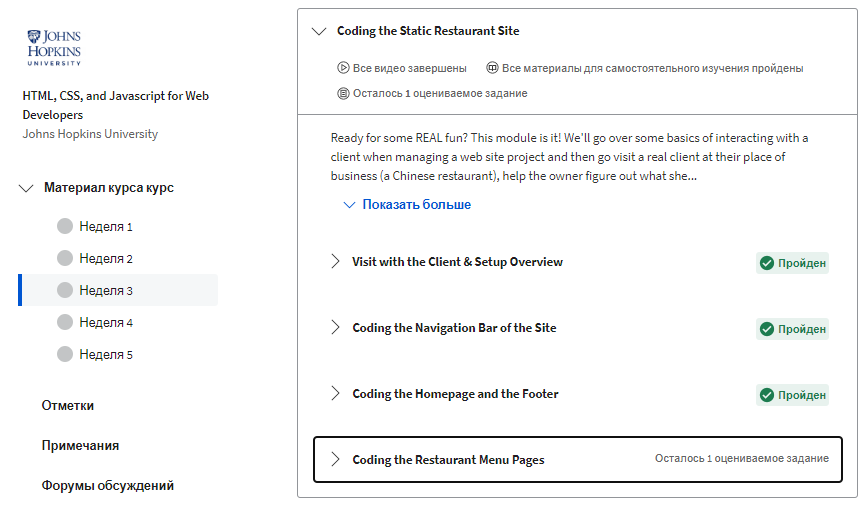 JOHNS
HOPKINS
UNIVERSITY
HTML, CSS, and Javascript for Web
Developers
Johns Hopkins University
Материал курса курс
Неделя 1
Неделя 2
Неделя 3
Неделя 4
Неделя 5
Отметки
Примечания
Форумы обсуждений
Coding the Static Restaurant Site
Все видео завершены
Все материалы для самостоятельного изучения пройдены
Осталось 1 оцениваемое задание
Ready for some REAL fun? This module is it! We'll go over some basics of interacting with a
client when managing a web site project and then go visit a real client at their place of
business (a Chinese restaurant), help the owner figure out what she...
Показать больше
Visit with the Client & Setup Overview
Пройден
Coding the Navigation Bar of the Site
Пройден
Coding the Homepage and the Footer
Пройден
Coding the Restaurant Menu Pages
Осталось 1 оцениваемое задание